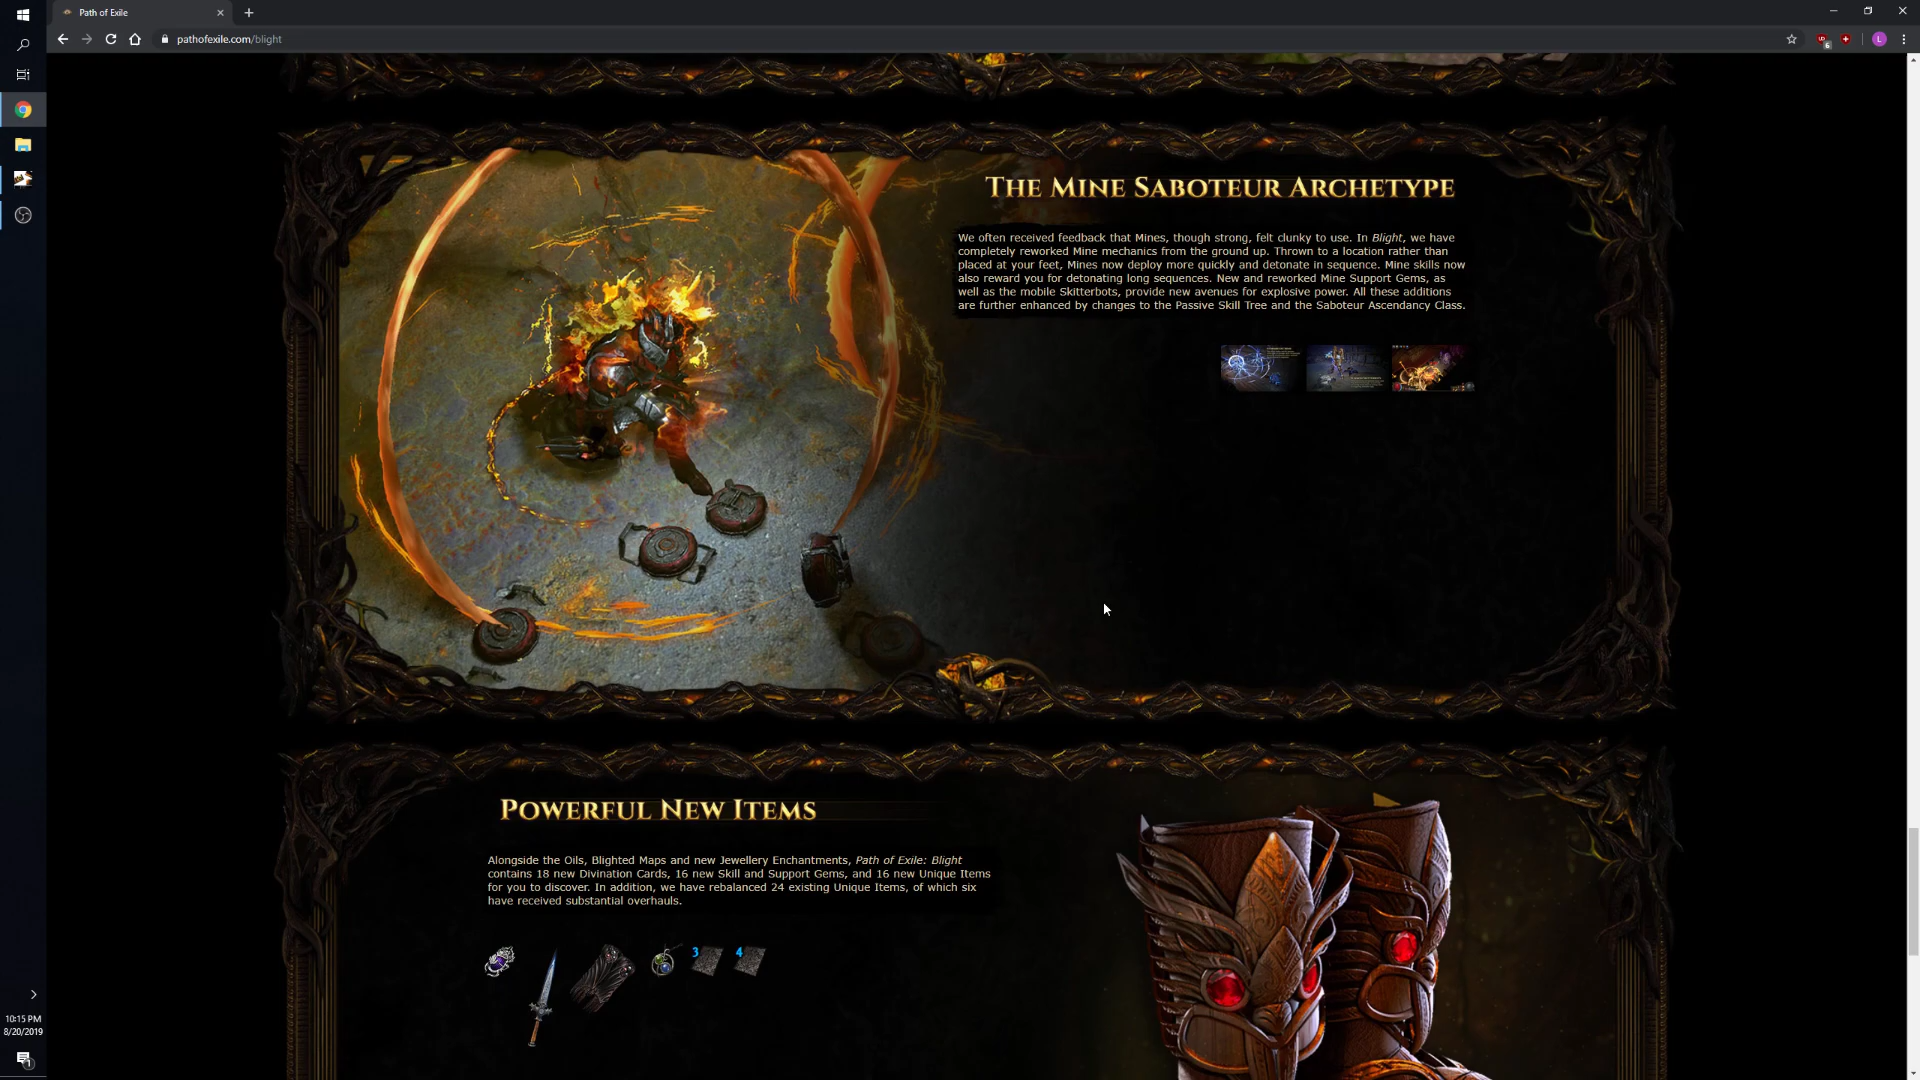 Path of Exile
pathofexile.com/blight
6
L
The Mine Saboteur Archetype
We often received feedback that Mines, though strong, felt clunky to use. In Blight, we have
completely reworked Mine mechanics from the ground up. Thrown to a location rather than
placed at your feet, Mines now deploy more quickly and detonate in sequence. Mine skills now
also reward you for detonating long sequences. New and reworked Mine Support Gems, as
well as the mobile Skitterbots, provide new avenues for explosive power. All these additions
are further enhanced by changes to the Passive Skill Tree and the Saboteur Ascendancy Class.
Powerful New Items
Alongside the Oils, Blighted Maps and new Jewellery Enchantments, Path of Exile: Blight
contains 18 new Divination Cards, 16 new Skill and Support Gems, and 16 new Unique Items
for you to discover. In addition, we have rebalanced 24 existing Unique Items, of which six
have received substantial overhauls.
3 4
10:15 PM
8/20/2019
1